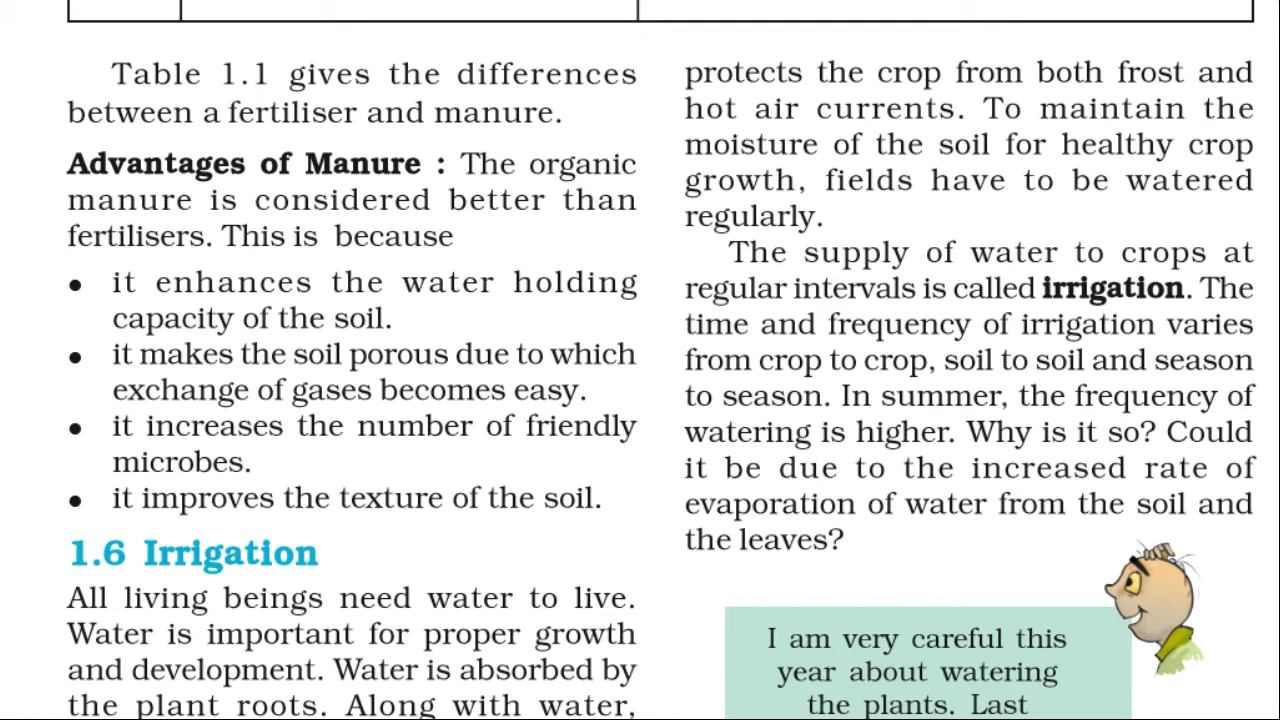 Table 1.1 gives the differences
between a fertiliser and manure.
Advantages of Manure : The organic
manure is considered better than
fertilisers. This is because
• it enhances the water holding
capacity of the soil.
• it makes the soil porous due to which
exchange of gases becomes easy.
• it increases the number of friendly
microbes.
• it improves the texture of the soil.
1.6 Irrigation
All living beings need water to live.
Water is important for proper growth
and development. Water is absorbed by
the plant roots. Along with water,
protects the crop from both frost and
hot air currents. To maintain the
moisture of the soil for healthy crop
growth, fields have to be watered
regularly.
The supply of water to crops at
regular intervals is called irrigation. The
time and frequency of irrigation varies
from crop to crop, soil to soil and season
to season. In summer, the frequency of
watering is higher. Why is it so? Could
it be due to the increased rate of
evaporation of water from the soil and
the leaves?
I am very careful this
year about watering
the plants. Last